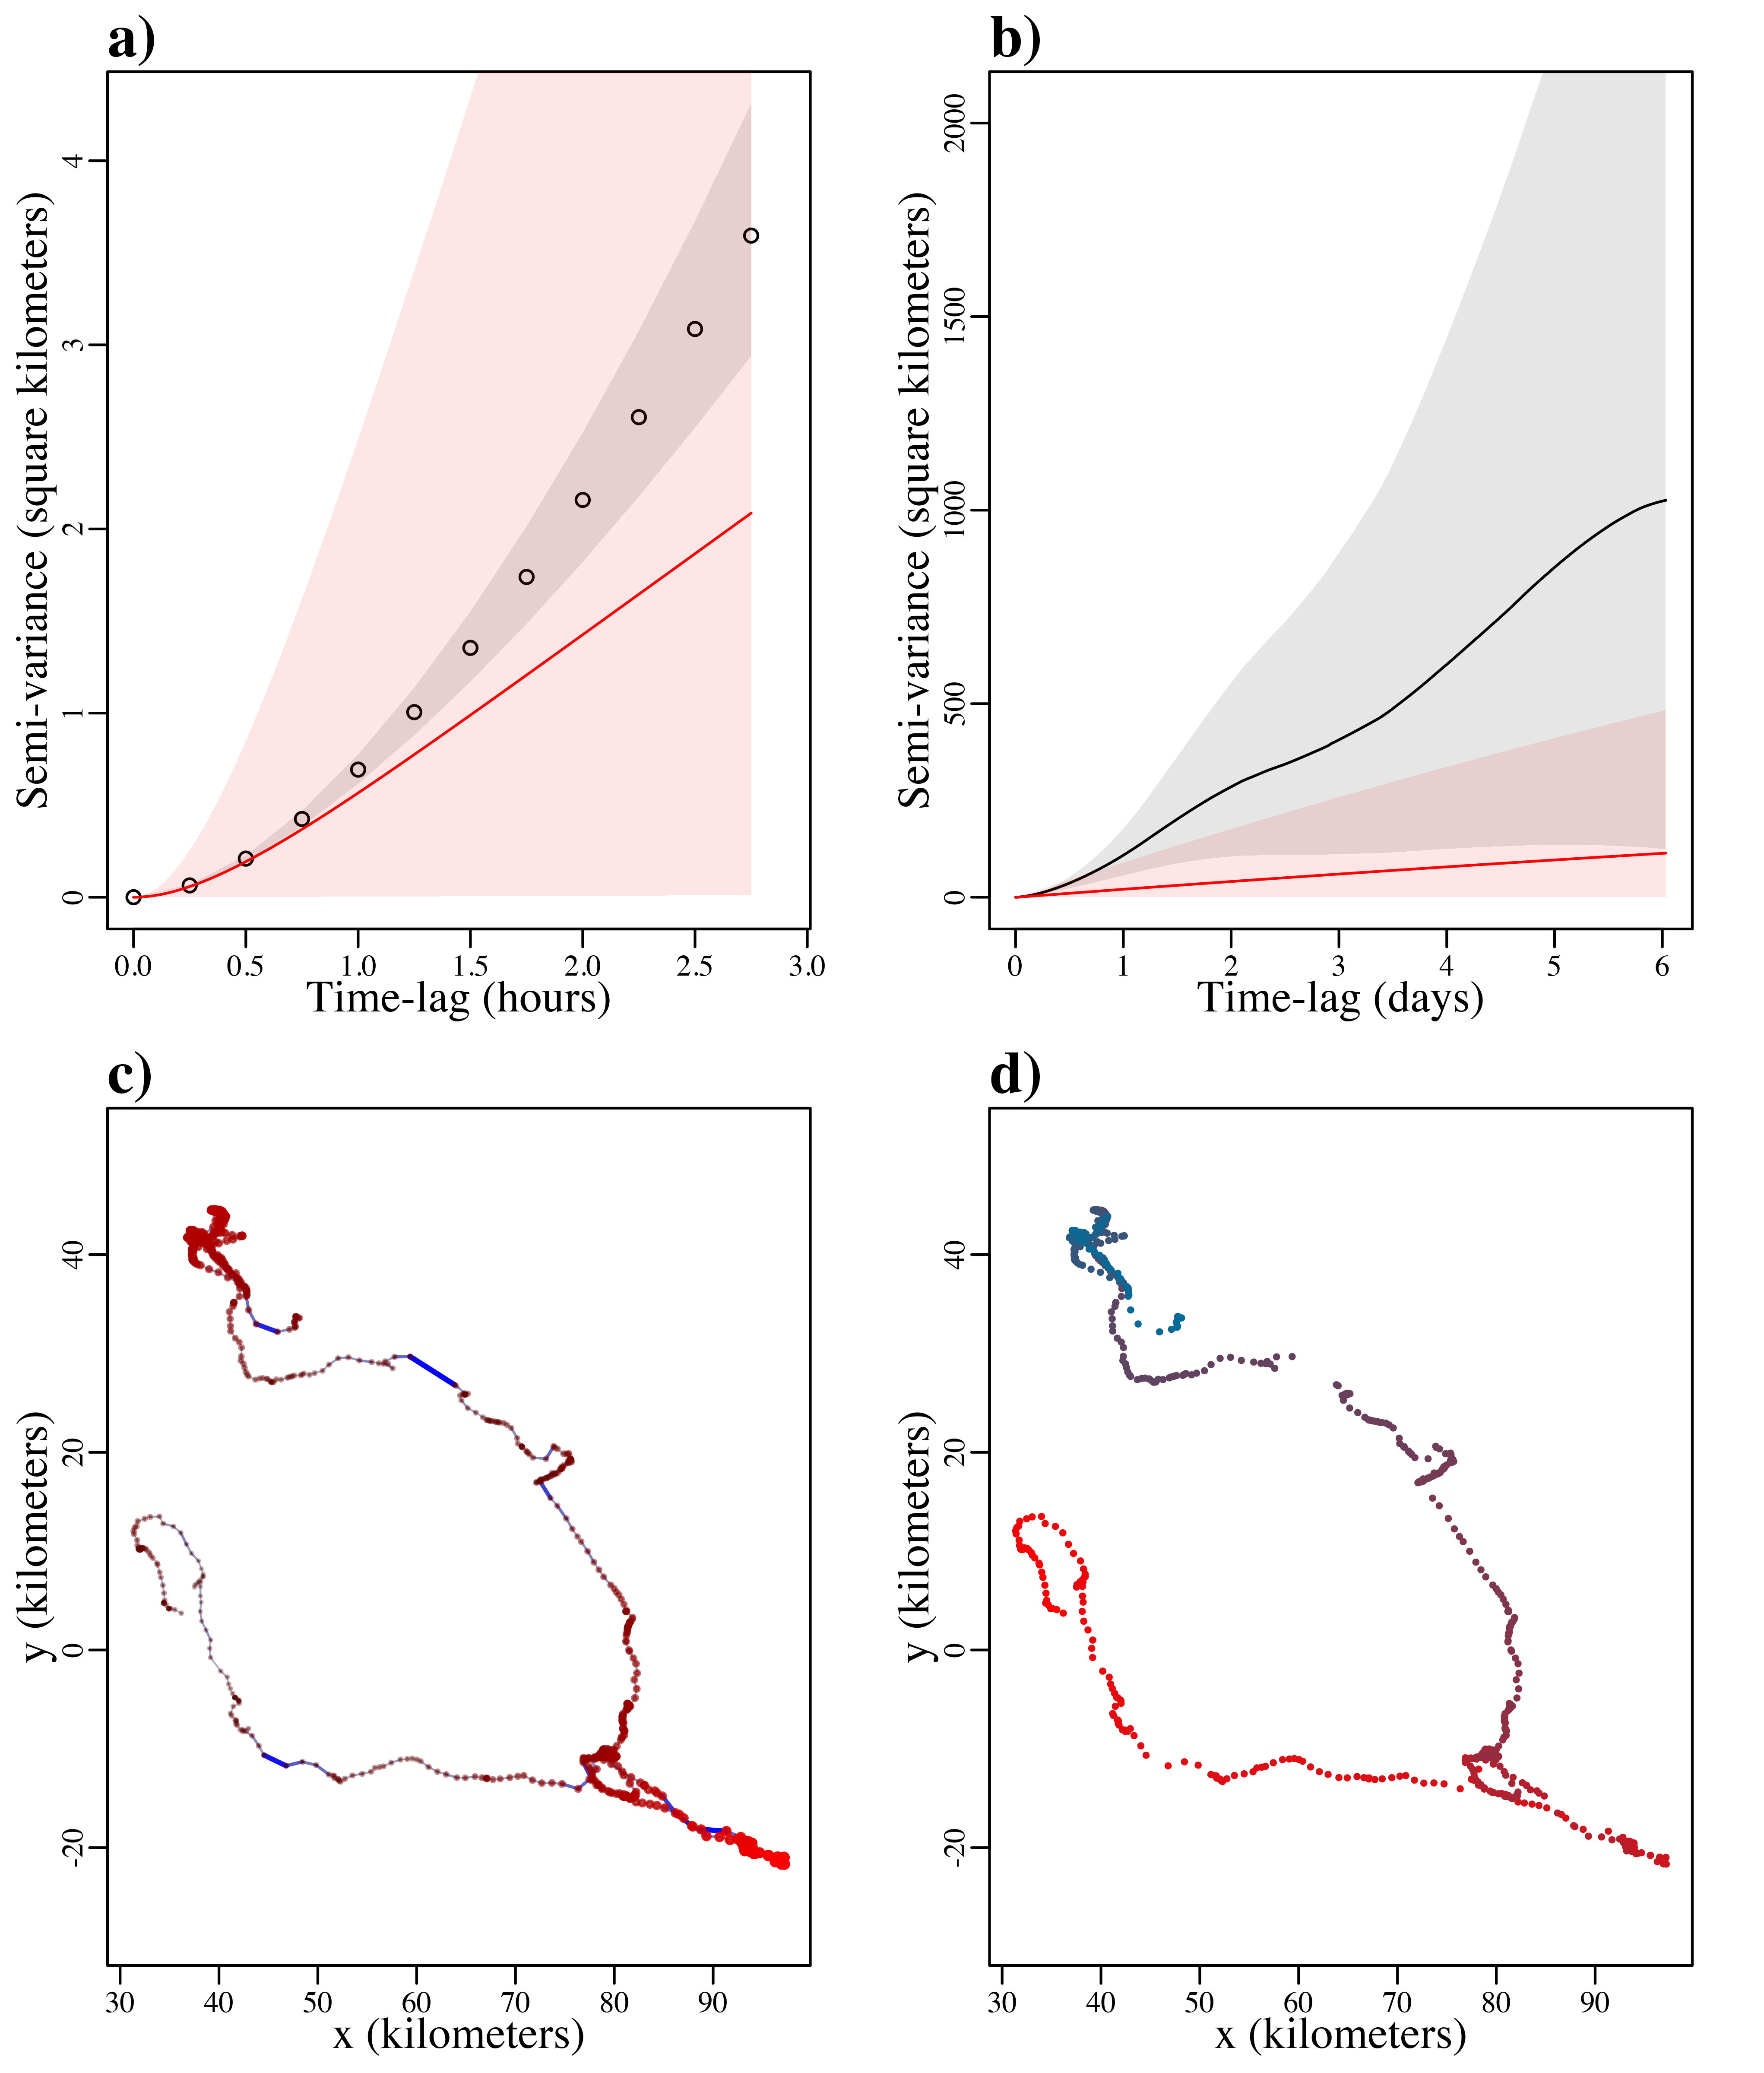 a)
Semi-variance (square kilometers)
0 1 2 3 4
0.0 0.5 1.0 1.5 2.0 2.5 3.0
Time-lag (hours)
b)
Semi-variance (square kilometers)
0 500 1000 1500 2000
0 1 2 3 4 5 6
Time-lag (days)
c)
y (kilometers)
-20 0 20 40
30 40 50 60 70 80 90
x (kilometers)
d)
y (kilometers)
-20 0 20 40
30 40 50 60 70 80 90
x (kilometers)